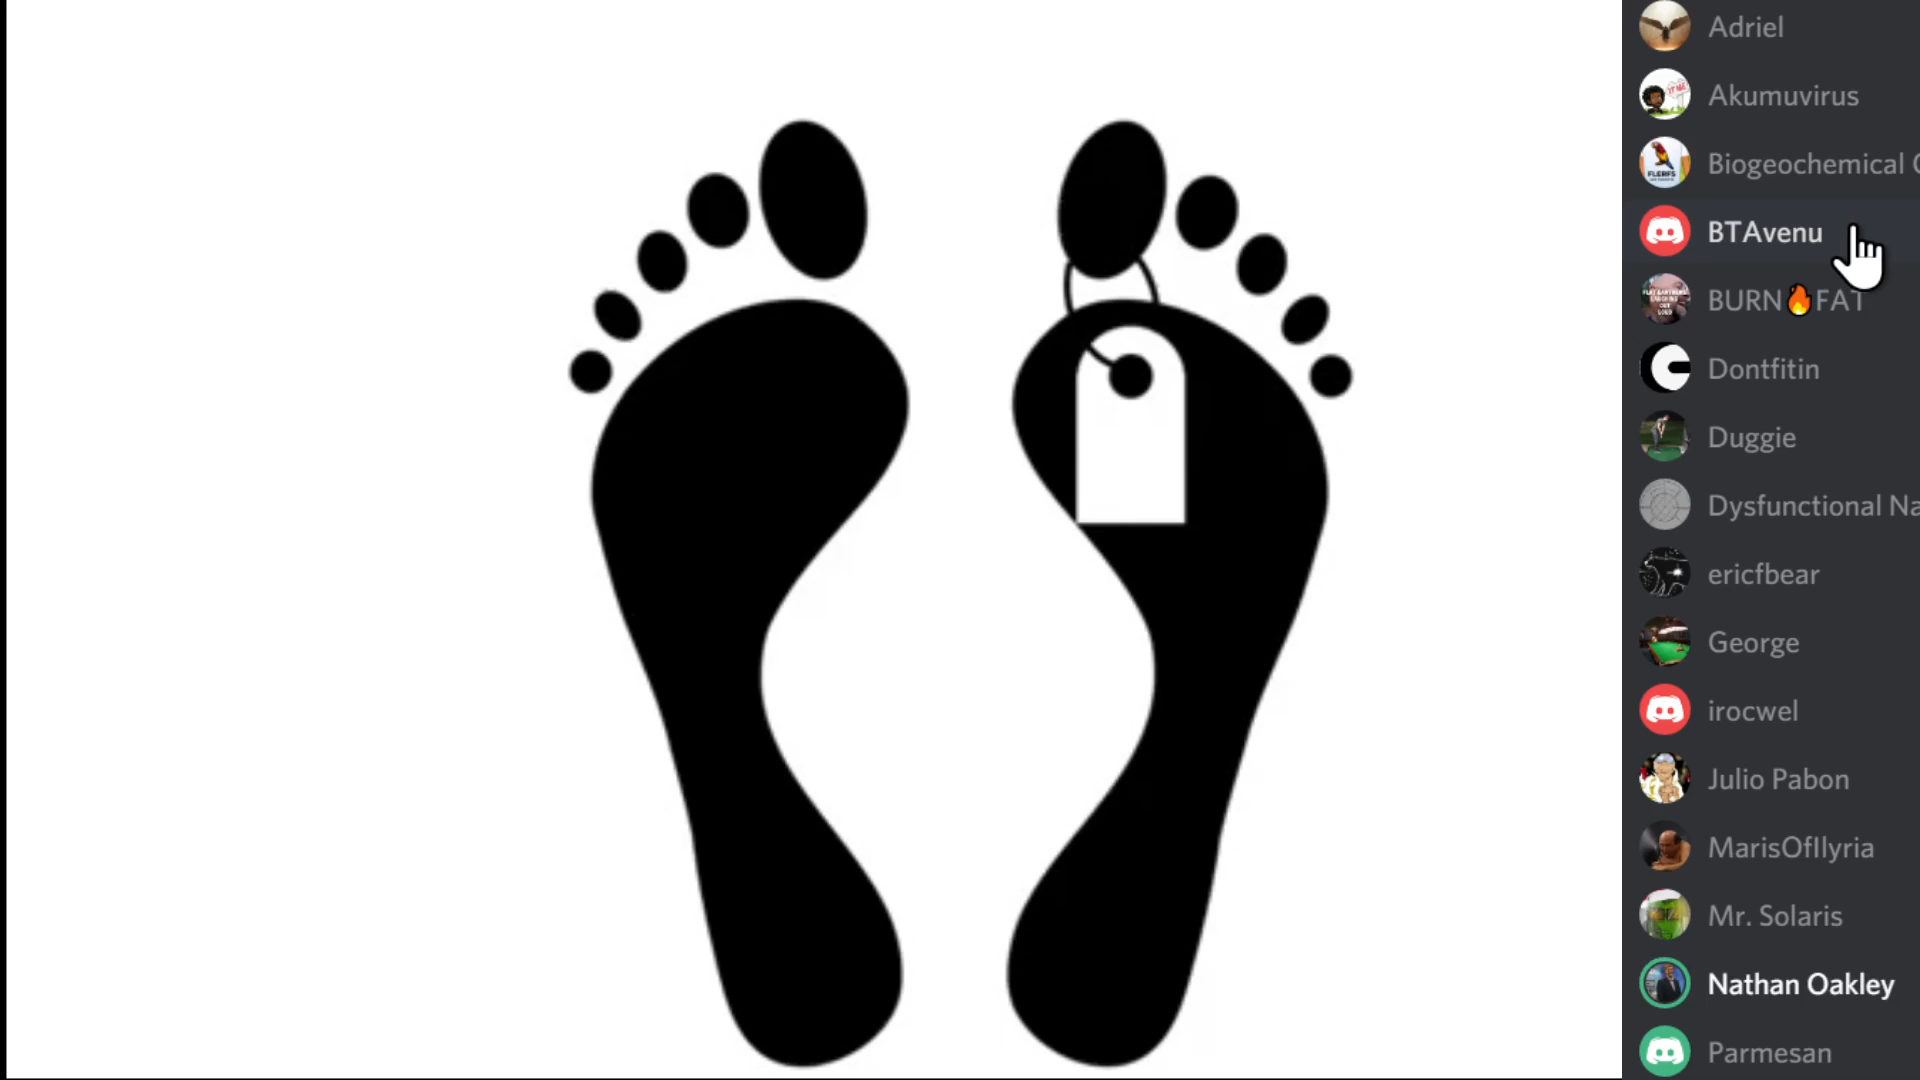 Adriel
Akumuvirus
Biogeochemical
BTAvenu
BURN🔥FAT
Dontfitin
Duggie
Dysfunctional Na
ericfbear
George
irocwel
Julio Pabon
MarisOfIlyria
Mr. Solaris
Nathan Oakley
Parmesan